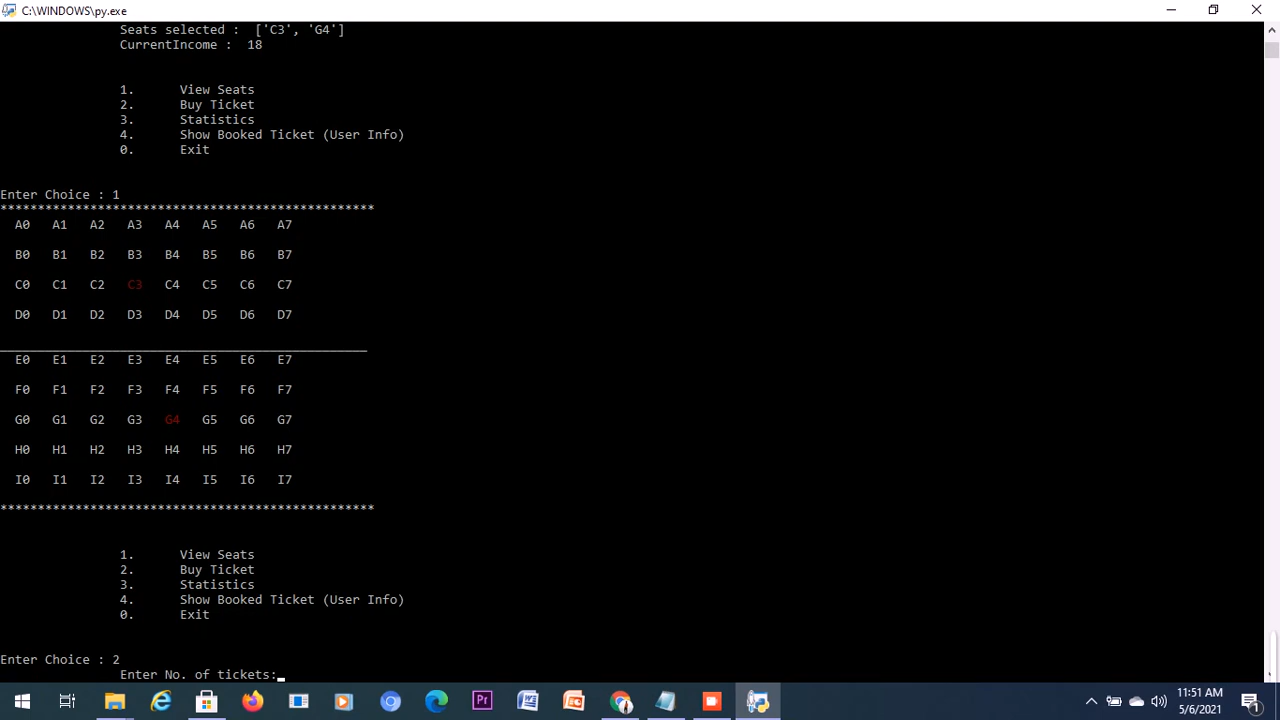 C:\WINDOWS\py.exe
Seats selected :  ['C3', 'G4']
CurrentIncome :  18
1.      View Seats
2.      Buy Ticket
3.      Statistics
4.      Show Booked Ticket (User Info)
0.      Exit
Enter Choice : 1
**************************************************
A0   A1   A2   A3   A4   A5   A6   A7
B0   B1   B2   B3   B4   B5   B6   B7
C0   C1   C2   C3   C4   C5   C6   C7
D0   D1   D2   D3   D4   D5   D6   D7
_________________________________________________
E0   E1   E2   E3   E4   E5   E6   E7
F0   F1   F2   F3   F4   F5   F6   F7
G0   G1   G2   G3   G4   G5   G6   G7
H0   H1   H2   H3   H4   H5   H6   H7
I0   I1   I2   I3   I4   I5   I6   I7
**************************************************
1.      View Seats
2.      Buy Ticket
3.      Statistics
4.      Show Booked Ticket (User Info)
0.      Exit
Enter Choice : 2
Enter No. of tickets:_
Pr
11:51 AM
5/6/2021
1